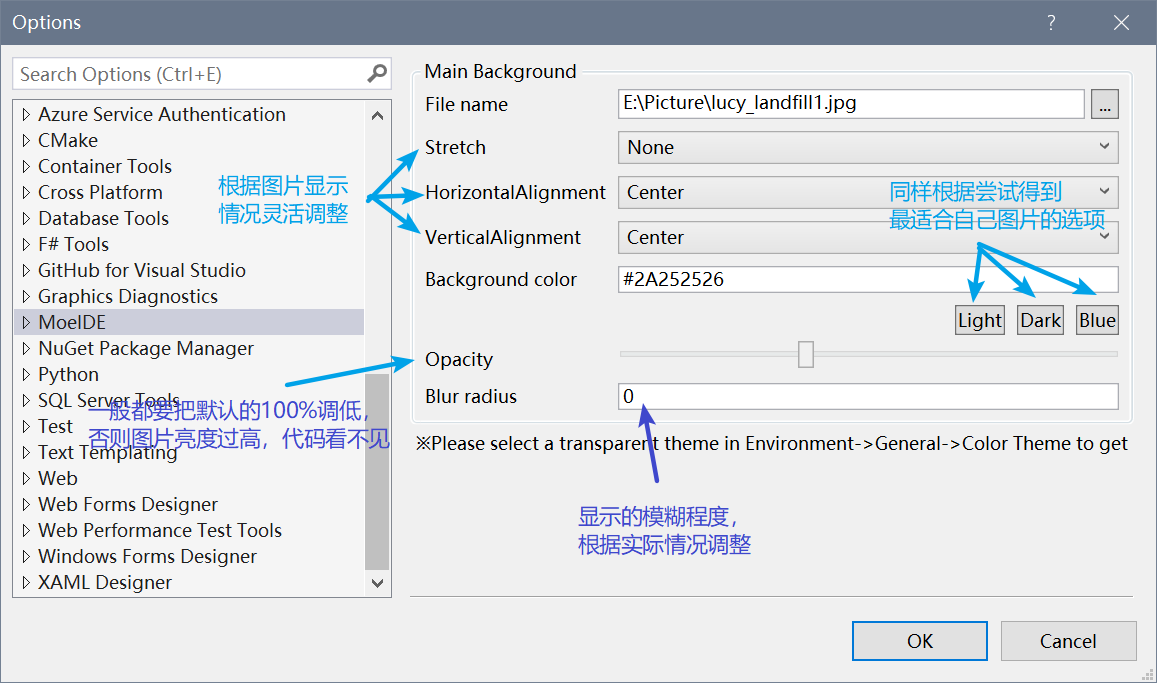 Options
?
Search Options (Ctrl+E)
Azure Service Authentication
CMake
Container Tools
Cross Platform
Database Tools
F# Tools
GitHub for Visual Studio
Graphics Diagnostics
MoeIDE
NuGet Package Manager
Python
SQL Server Tools
Test
Text Templating
Web
Web Forms Designer
Web Performance Test Tools
Windows Forms Designer
XAML Designer
根据图片显示
情况灵活调整
一般都要把默认的100%调低，
否则图片亮度过高，代码看不见
Main Background
File name
E:\Picture\lucy_landfill1.jpg
...
Stretch
None
HorizontalAlignment
Center
VerticalAlignment
Center
同样根据尝试得到
最适合自己图片的选项
Background color
#2A252526
Light
Dark
Blue
Opacity
Blur radius
0
※Please select a transparent theme in Environment->General->Color Theme to get
显示的模糊程度，
根据实际情况调整
OK
Cancel